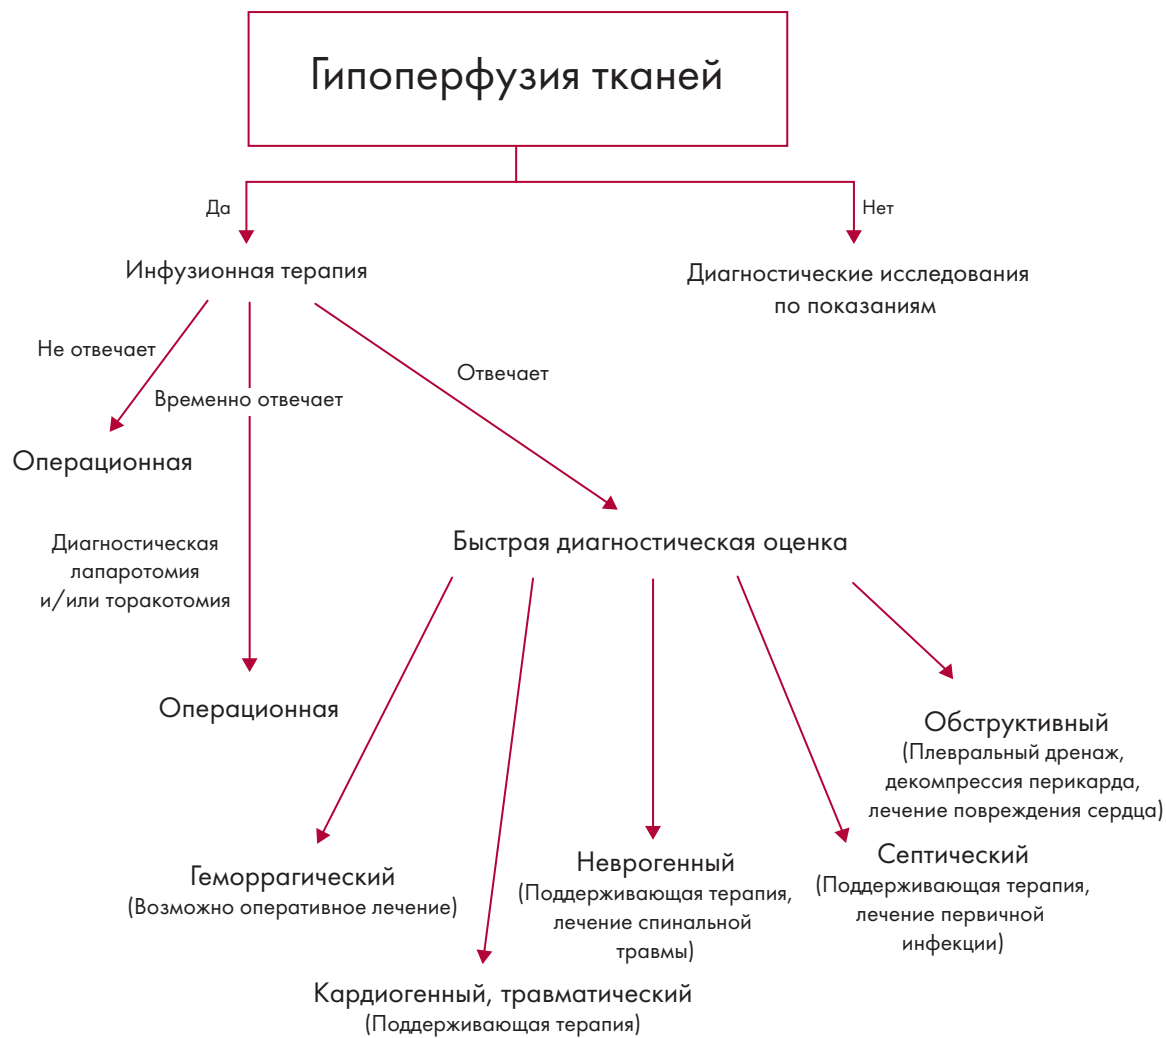 Гипоперфузия тканей
Да
Нет
Инфузионная терапия
Диагностические исследования
по показаниям
Не отвечает
Временно отвечает
Отвечает
Операционная
Диагностическая
лапаротомия
и/или торакотомия
Быстрая диагностическая оценка
Операционная
Обструктивный
(Плевральный дренаж,
декомпрессия перикарда,
лечение повреждения сердца)
Геморрагический
(Возможно оперативное лечение)
Неврогенный
(Поддерживающая терапия,
лечение спинальной
травмы)
Септический
(Поддерживающая терапия,
лечение первичной
инфекции)
Кардиогенный, травматический
(Поддерживающая терапия)